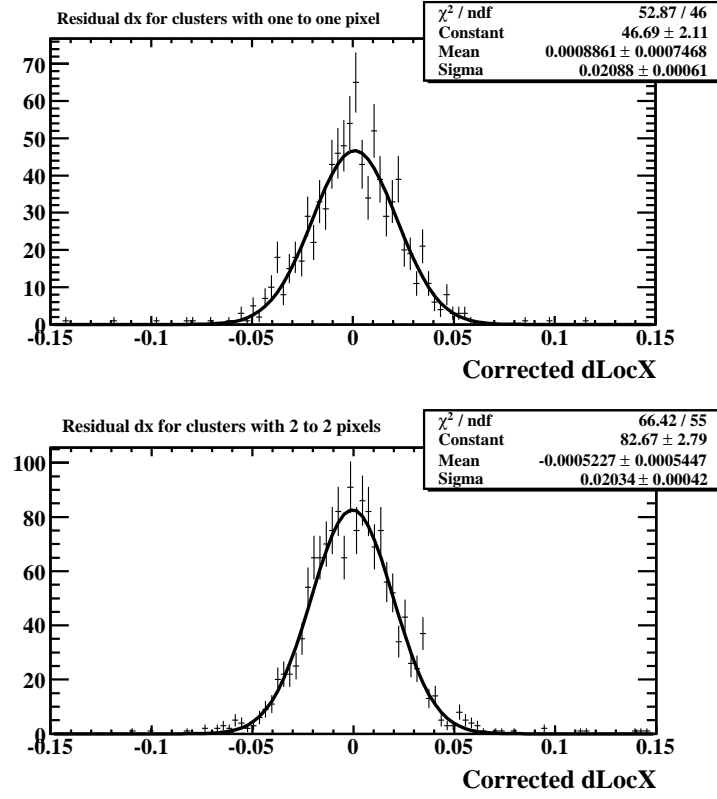 Residual dx for clusters with one to one pixel
χ² / ndf 52.87 / 46
Constant 46.69 ± 2.11
Mean 0.0008861 ± 0.0007468
Sigma 0.02088 ± 0.00061
70
60
50
40
30
20
10
0
-0.15 -0.1 -0.05 0 0.05 0.1 0.15
Corrected dLocX
Residual dx for clusters with 2 to 2 pixels
χ² / ndf 66.42 / 55
Constant 82.67 ± 2.79
Mean -0.0005227 ± 0.0005447
Sigma 0.02034 ± 0.00042
100
80
60
40
20
0
-0.15 -0.1 -0.05 0 0.05 0.1 0.15
Corrected dLocX